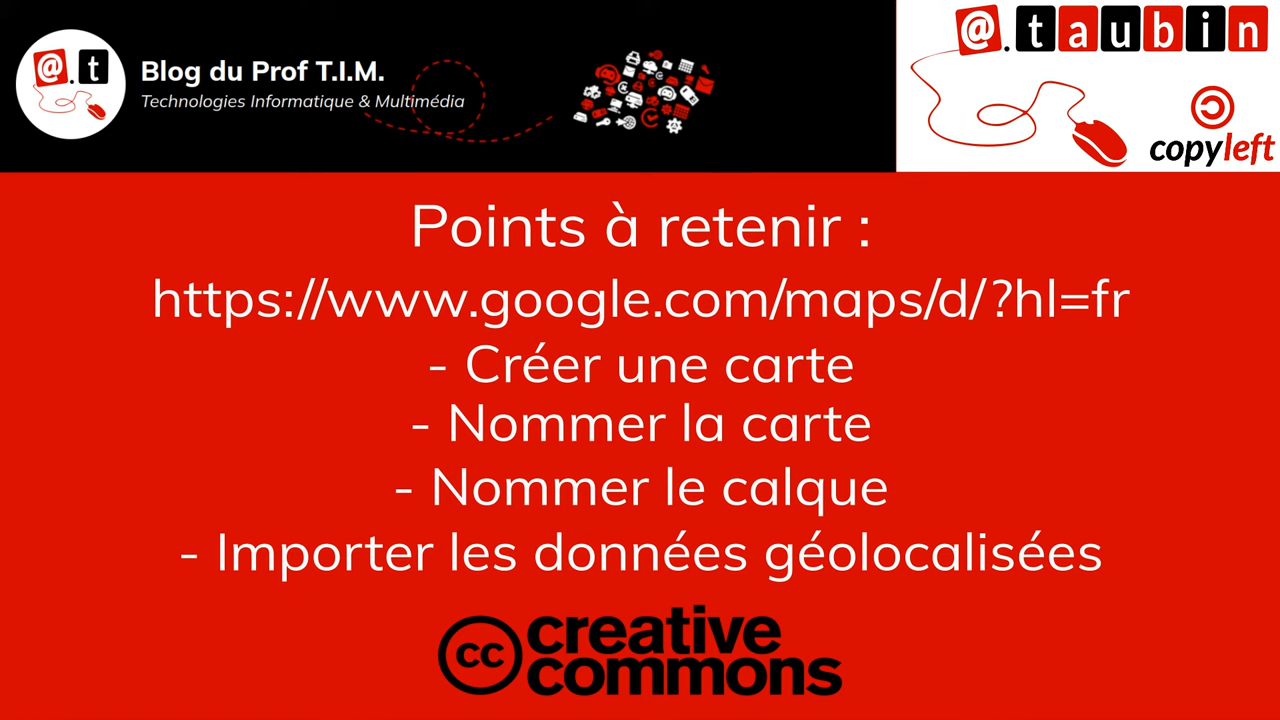 @.t
Blog du Prof T.I.M.
Technologies Informatique & Multimédia
@.taubin
copyleft
Points à retenir :
https://www.google.com/maps/d/?hl=fr
- Créer une carte
- Nommer la carte
- Nommer le calque
- Importer les données géolocalisées
cc creative
commons